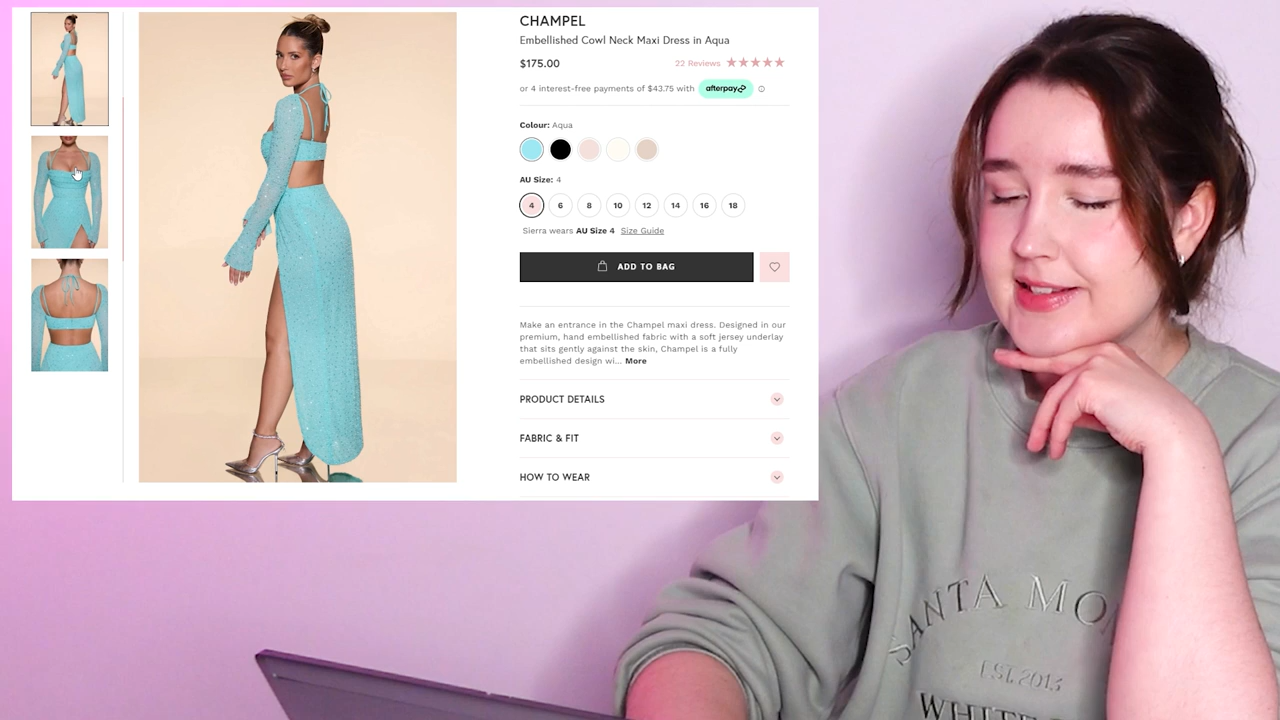 CHAMPEL
Embellished Cowl Neck Maxi Dress in Aqua
$175.00
22 Reviews
or 4 interest-free payments of $43.75 with afterpay
Colour: Aqua
AU Size: 4
4 6 8 10 12 14 16 18
Sierra wears AU Size 4 Size Guide
ADD TO BAG
Make an entrance in the Champel maxi dress. Designed in our
premium, hand embellished fabric with a soft jersey underlay
that sits gently against the skin, Champel is a fully
embellished design wi... More
PRODUCT DETAILS
FABRIC & FIT
HOW TO WEAR
SANTA MO
EST.2013
WHIT